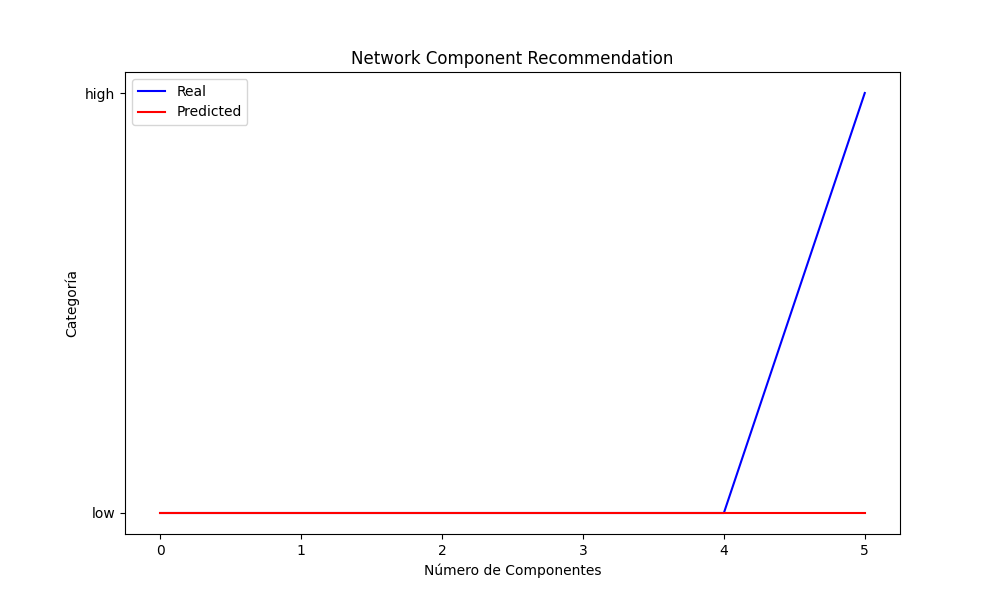 Network Component Recommendation
Real
Predicted
high
low
Categoría
0 1 2 3 4 5
Número de Componentes